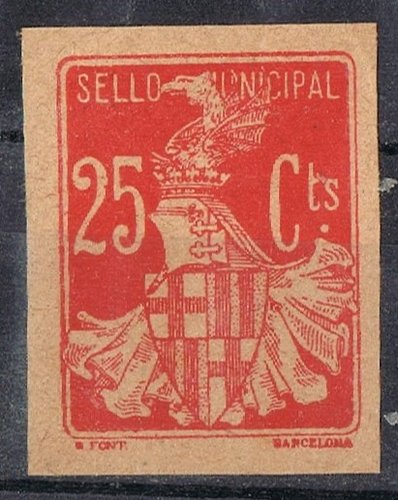 SELLO MUNICIPAL
25 Cts.
B FONT. BARCELONA